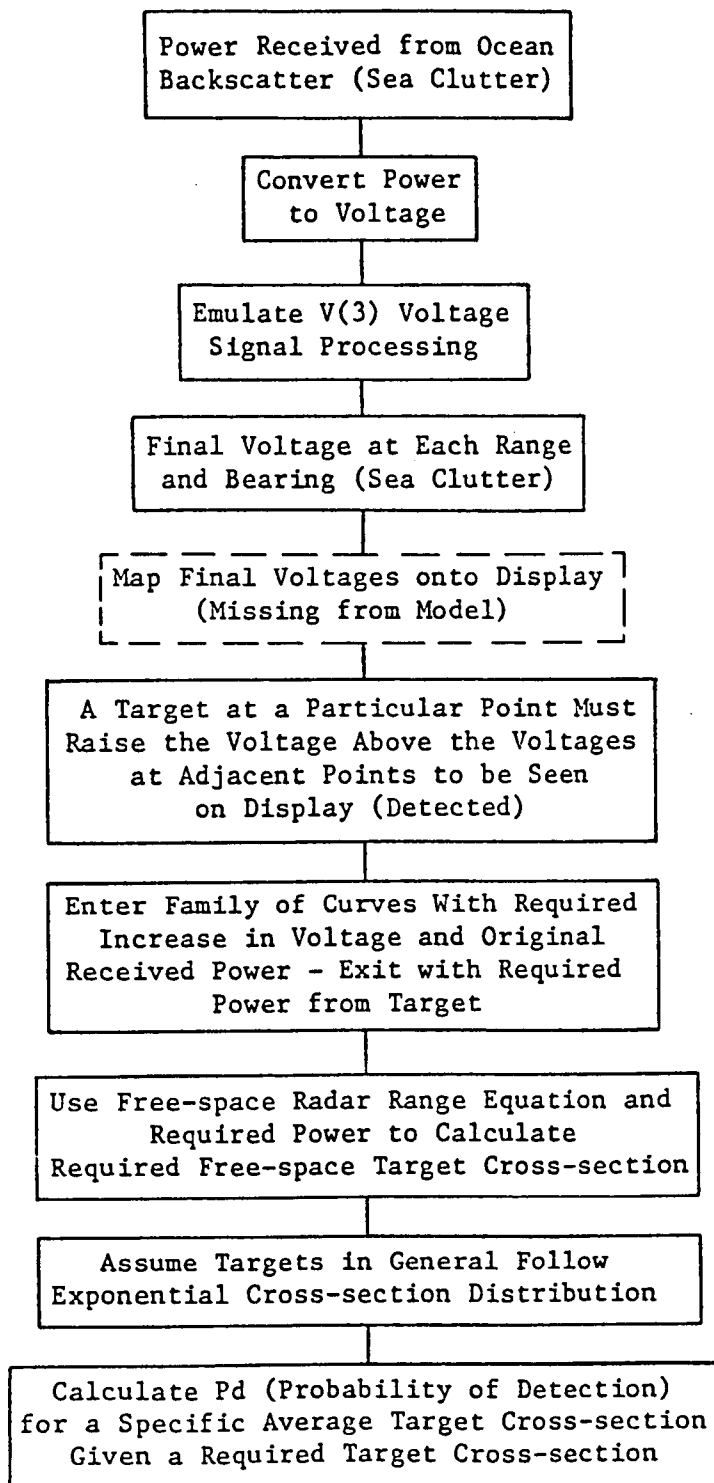 Power Received from Ocean
Backscatter (Sea Clutter)
Convert Power
to Voltage
Emulate V(3) Voltage
Signal Processing
Final Voltage at Each Range
and Bearing (Sea Clutter)
Map Final Voltages onto Display
(Missing from Model)
A Target at a Particular Point Must
Raise the Voltage Above the Voltages
at Adjacent Points to be Seen
on Display (Detected)
Enter Family of Curves With Required
Increase in Voltage and Original
Received Power - Exit with Required
Power from Target
Use Free-space Radar Range Equation and
Required Power to Calculate
Required Free-space Target Cross-section
Assume Targets in General Follow
Exponential Cross-section Distribution
Calculate Pd (Probability of Detection)
for a Specific Average Target Cross-section
Given a Required Target Cross-section